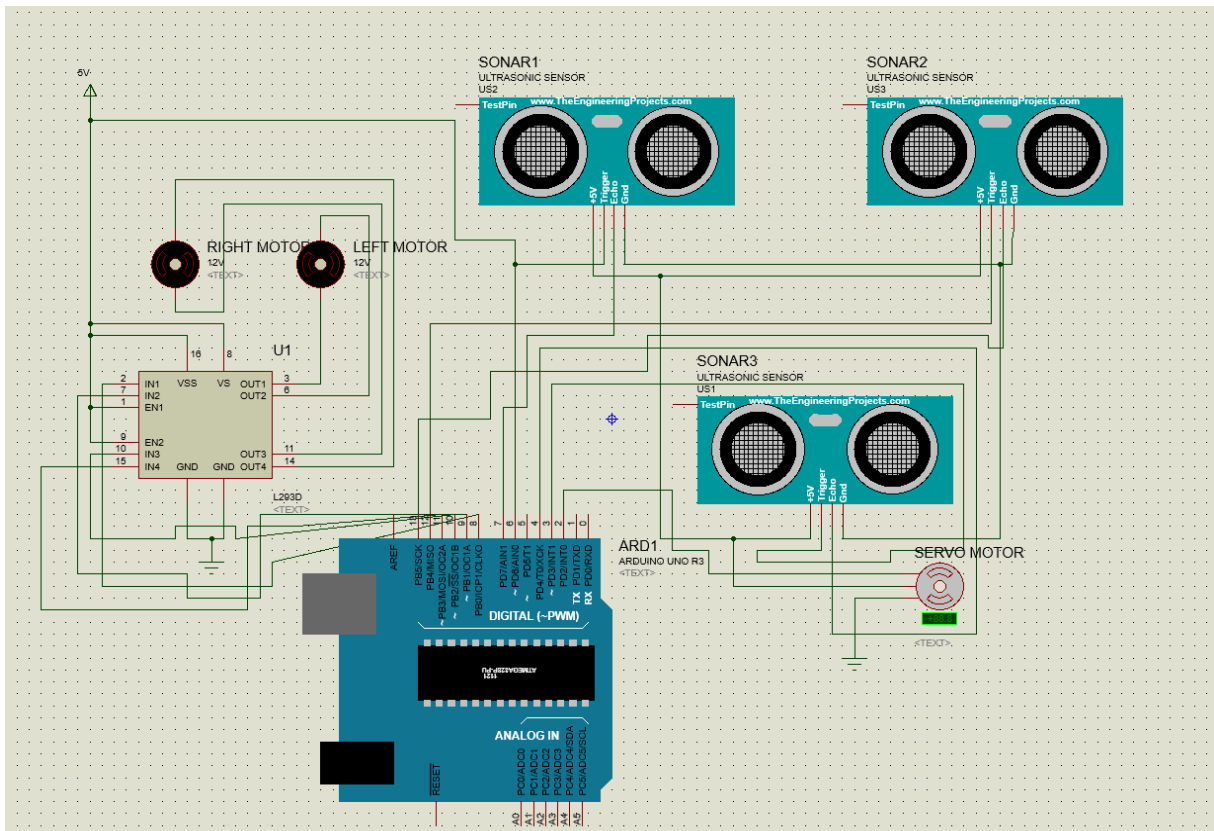 5V
SONAR1
ULTRASONIC SENSOR
US2
TestPin
www.TheEngineeringProjects.com
+5V
Trigger
Echo
Gnd
SONAR2
ULTRASONIC SENSOR
US3
TestPin
www.TheEngineeringProjects.com
+5V
Trigger
Echo
Gnd
RIGHT MOTOR
12V
<TEXT>
LEFT MOTOR
12V
<TEXT>
U1
16
8
2
7
1
9
10
15
IN1
IN2
EN1
EN2
IN3
IN4
VSS
VS
OUT1
OUT2
OUT3
OUT4
GND
GND
3
6
11
14
L293D
<TEXT>
SONAR3
ULTRASONIC SENSOR
US1
TestPin
www.TheEngineeringProjects.com
+5V
Trigger
Echo
Gnd
SERVO MOTOR
<TEXT>
ARD1
ARDUINO UNO R3
<TEXT>
13
12
11
10
9
8
7
6
5
4
3
2
1
0
AREF
PB5/SCK
PB4/MISO
~ PB3/MOSI/OC2A
~ PB2/SS/OC1B
~ PB1/OC1A
PB0/ICP1/CLKO
PD7/AIN1
~ PD6/AIN0
~ PD5/T1
PD4/T0/XCK
~ PD3/INT1
PD2/INT0
TX PD1/TXD
RX PD0/RXD
DIGITAL (~PWM)
ATMEGA328P-PU
1121
ANALOG IN
RESET
PC0/ADC0
PC1/ADC1
PC2/ADC2
PC3/ADC3
PC4/ADC4/SDA
PC5/ADC5/SCL
A0
A1
A2
A3
A4
A5